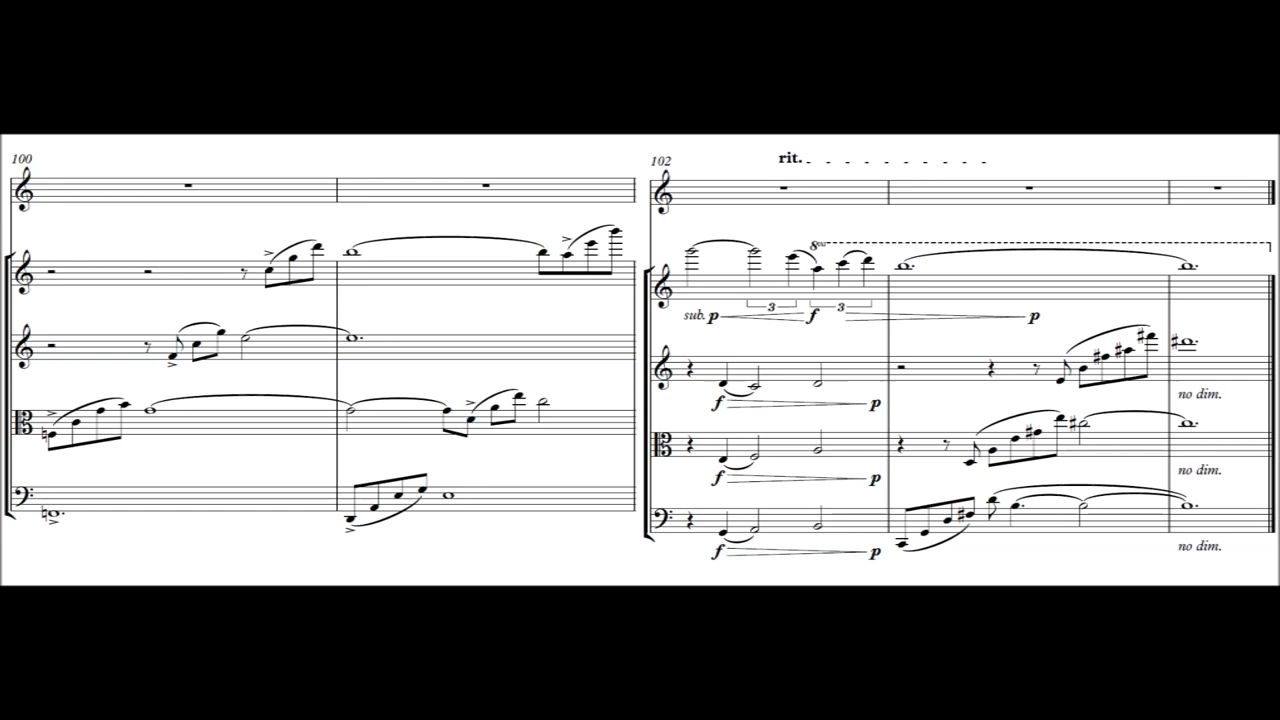 100
102
rit.
8va
3
3
sub. p
f
p
f
p
no dim.
f
p
no dim.
f
p
no dim.